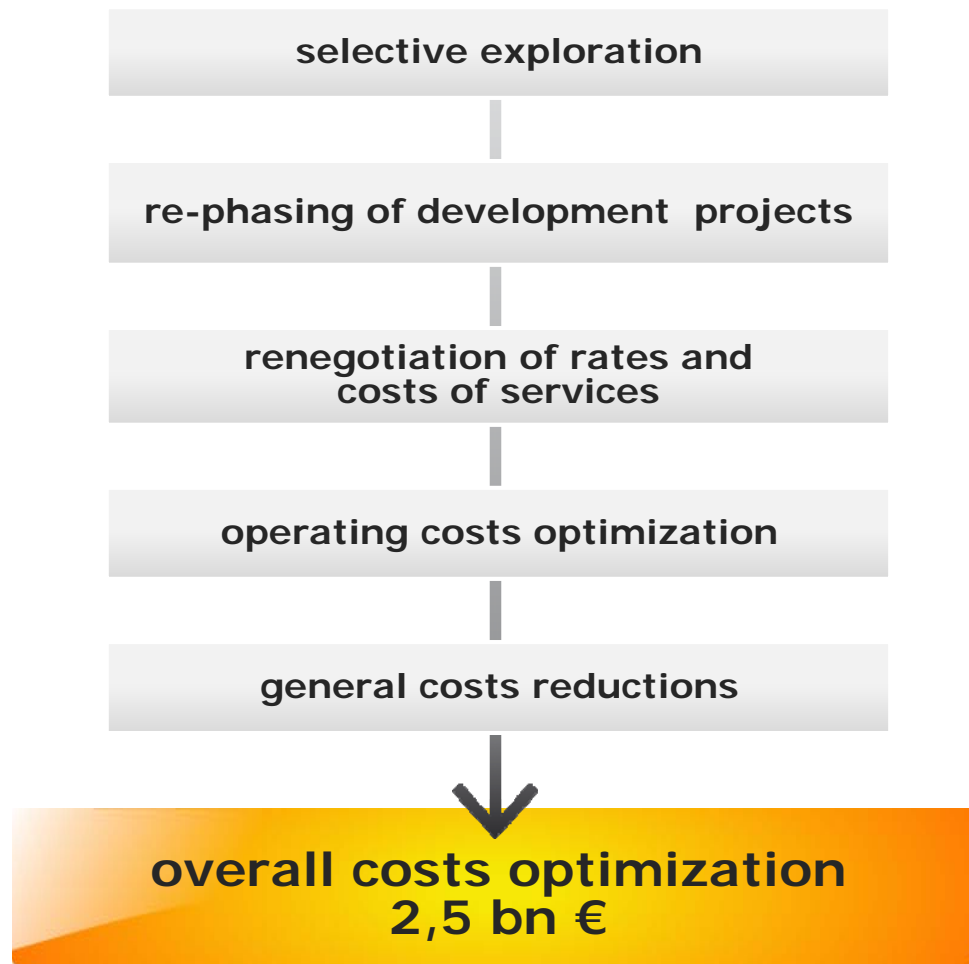 selective exploration
re-phasing of development projects
renegotiation of rates and
costs of services
operating costs optimization
general costs reductions
overall costs optimization
2,5 bn €